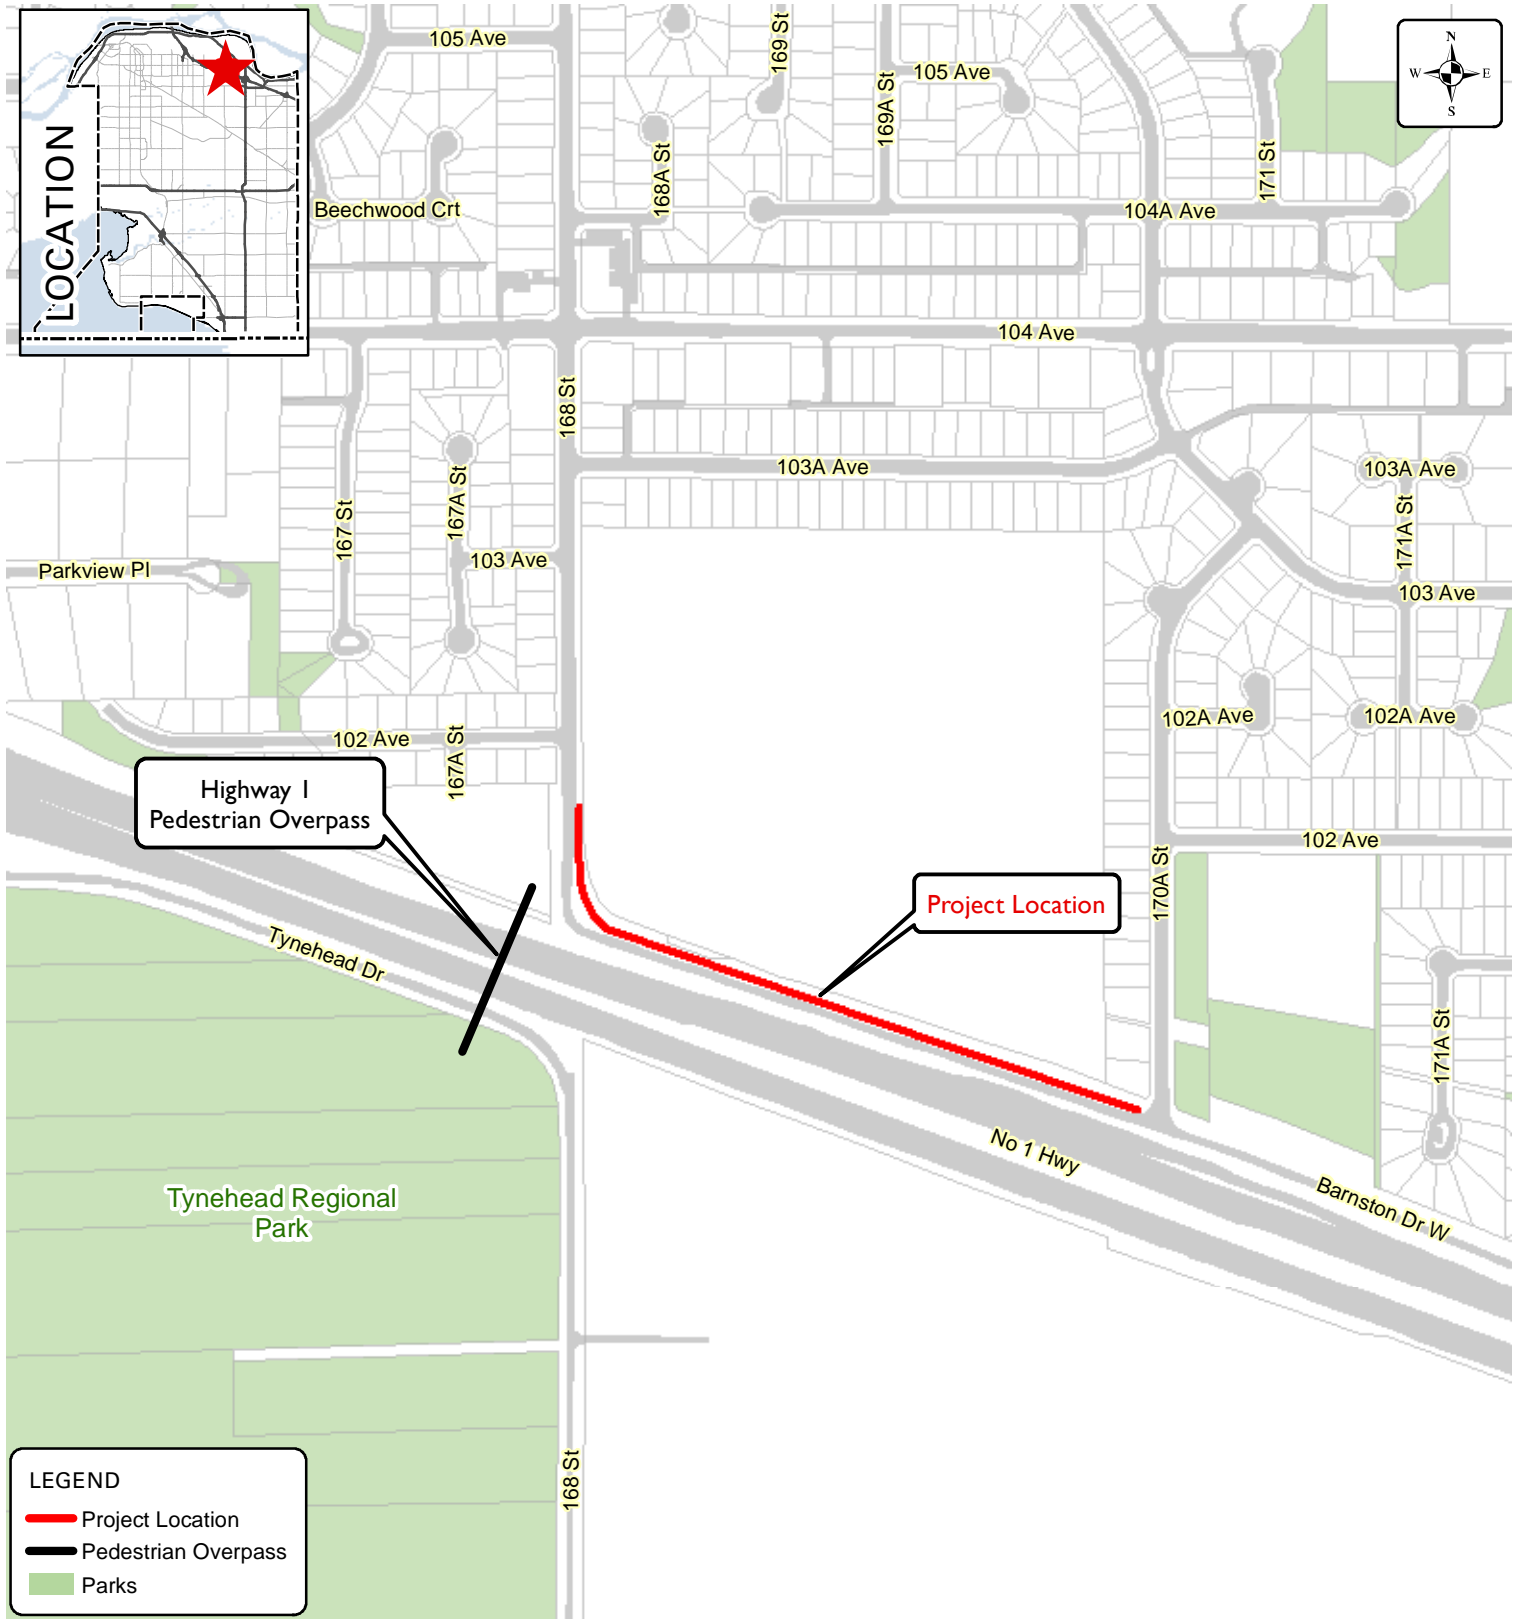 LOCATION
N
W
E
S
105 Ave
169 St
105 Ave
169A St
168A St
171 St
Beechwood Crt
104A Ave
104 Ave
168 St
103A Ave
103A Ave
167A St
167 St
171A St
103 Ave
Parkview Pl
103 Ave
102A Ave
102A Ave
102 Ave
167A St
Highway 1
Pedestrian Overpass
102 Ave
170A St
Project Location
Tynehead Dr
171A St
No 1 Hwy
Barnston Dr W
Tynehead Regional
Park
168 St
LEGEND
Project Location
Pedestrian Overpass
Parks